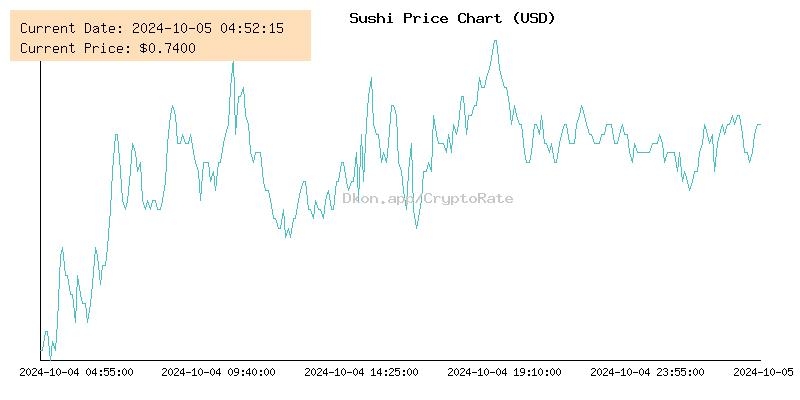 Sushi Price Chart (USD)
Current Date: 2024-10-05 04:52:15
Current Price: $0.7400
Dkon.app/CryptoRate
2024-10-04 04:55:00 2024-10-04 09:40:00 2024-10-04 14:25:00 2024-10-04 19:10:00 2024-10-04 23:55:00 2024-10-05